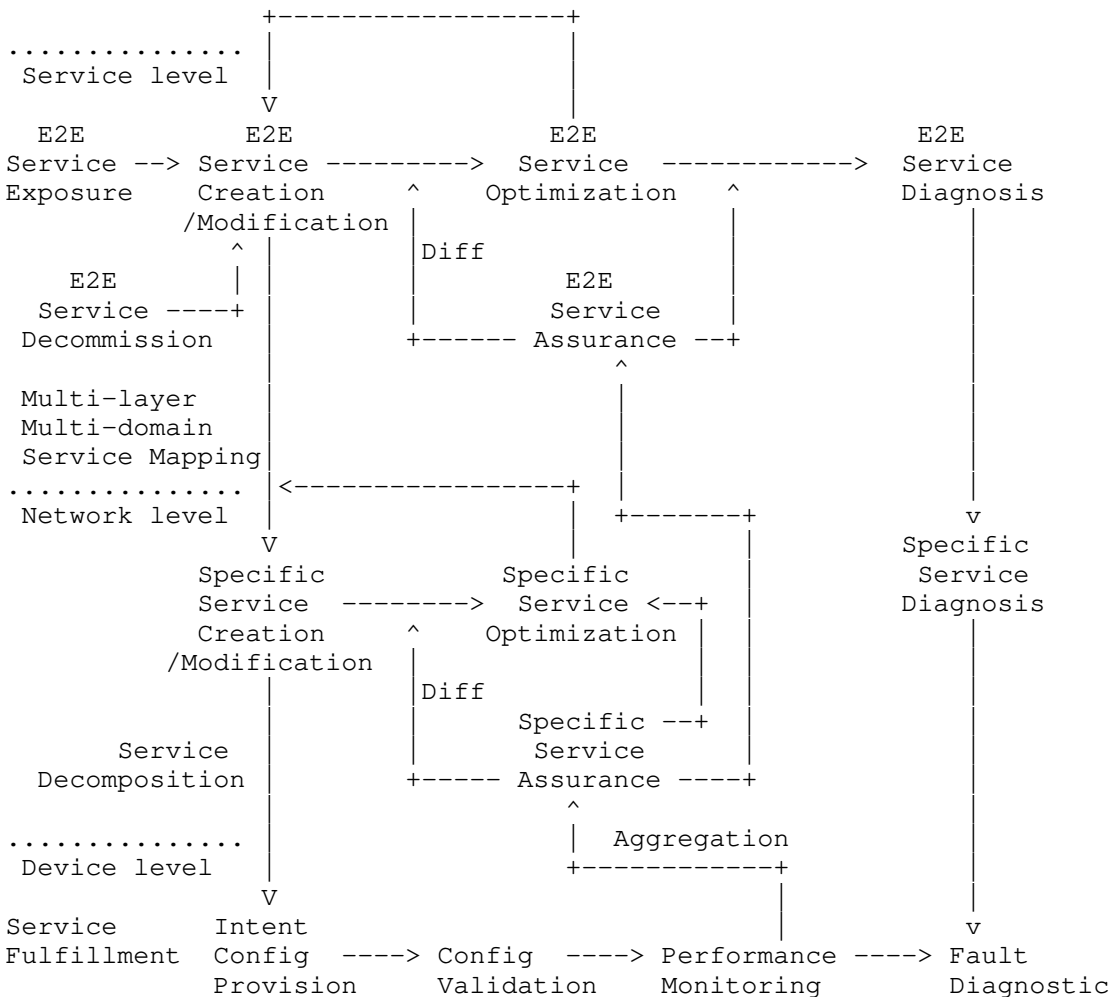 +-------------------+
............... |                   |
Service level  |                   |
V                   |
E2E             E2E                E2E                    E2E
Service --> Service ---------> Service ------------> Service
Exposure    Creation     ^    Optimization   ^          Diagnosis
/Modification |                   |             |
^ |         |Diff               |             |
E2E       | |         |         E2E       |             |
Service ----+ |         |        Service      |             |
Decommission   |         +------ Assurance --+             |
|                      ^                     |
Multi-layer    |                      |                     |
Multi-domain   |                      |                     |
Service Mapping|                      |                     |
............... |<------------------+  |                     |
Network level  |                   |  +-------+             v
V                   |          |         Specific
Specific           Specific       |          Service
Service  --------> Service <--+  |         Diagnosis
Creation      ^    Optimization |  |             |
/Modification  |                 |  |             |
|         |Diff             |  |             |
|         |      Specific --+  |             |
Service  |         |       Service      |             |
Decomposition |         +----- Assurance ----+             |
|                   ^                        |
............... |                   |  Aggregation           |
Device level   |                   +------------+           |
V                                |           |
Service      Intent                                |           v
Fulfillment  Config  ----> Config  ----> Performance ----> Fault
Provision     Validation    Monitoring        Diagnostic